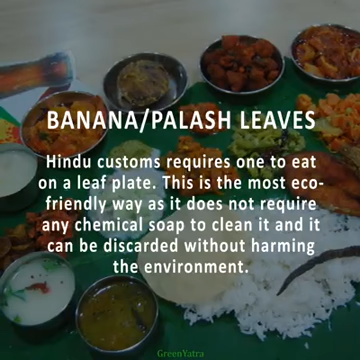 BANANA/PALASH LEAVES
Hindu customs requires one to eat
on a leaf plate. This is the most eco-
friendly way as it does not require
any chemical soap to clean it and it
can be discarded without harming
the environment.
GreenYatra